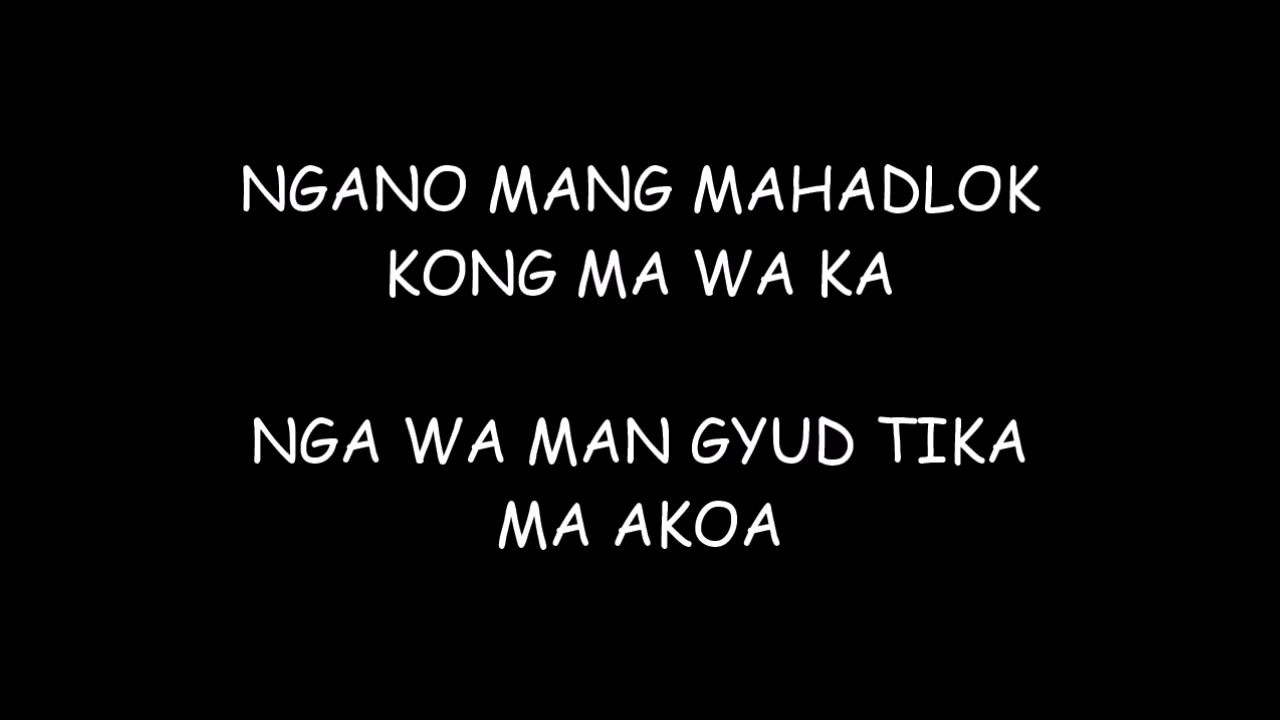 NGANO MANG MAHADLOK
KONG MA WA KA
NGA WA MAN GYUD TIKA
MA AKOA